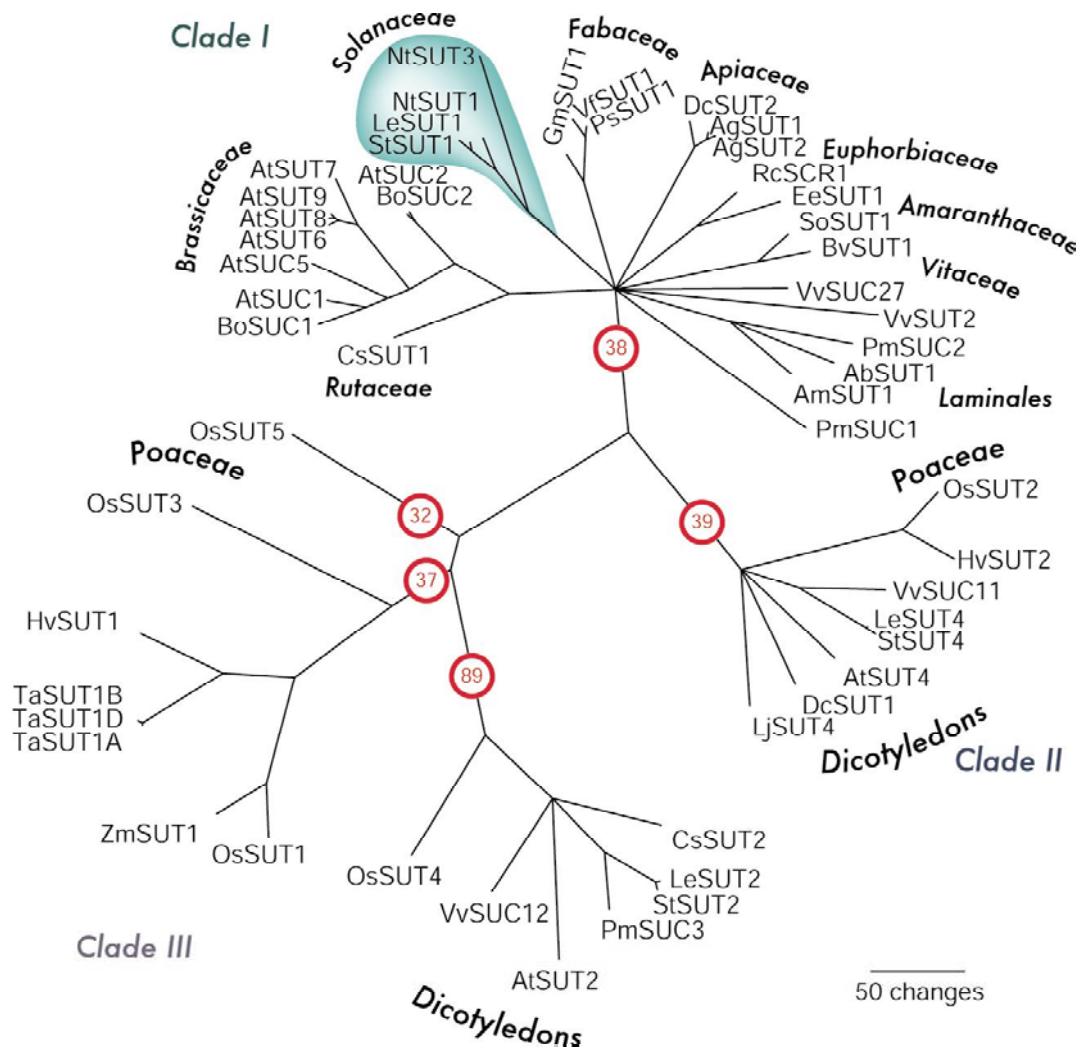 Clade I
Solanaceae
NtSUT3
NtSUT1
LeSUT1
StSUT1
Fabaceae
GmSUT1
VfSUT1
PsSUT1
Apiaceae
DcSUT2
AgSUT1
AgSUT2
Euphorbiaceae
RcSCR1
EeSUT1
Amaranthaceae
SoSUT1
BvSUT1
Vitaceae
VvSUC27
VvSUT2
PmSUC2
AbSUT1
AmSUT1
Laminales
PmSUC1
Brassicaceae
AtSUC2
BoSUC2
AtSUT7
AtSUT9
AtSUT8
AtSUT6
AtSUC5
AtSUC1
BoSUC1
CsSUT1
Rutaceae
38
OsSUT5
Poaceae
OsSUT3
32
37
39
89
Poaceae
OsSUT2
HvSUT2
VvSUC11
LeSUT4
StSUT4
AtSUT4
DcSUT1
LjSUT4
Dicotyledons
Clade II
HvSUT1
TaSUT1B
TaSUT1D
TaSUT1A
ZmSUT1
OsSUT1
OsSUT4
VvSUC12
AtSUT2
CsSUT2
LeSUT2
StSUT2
PmSUC3
Clade III
Dicotyledons
50 changes